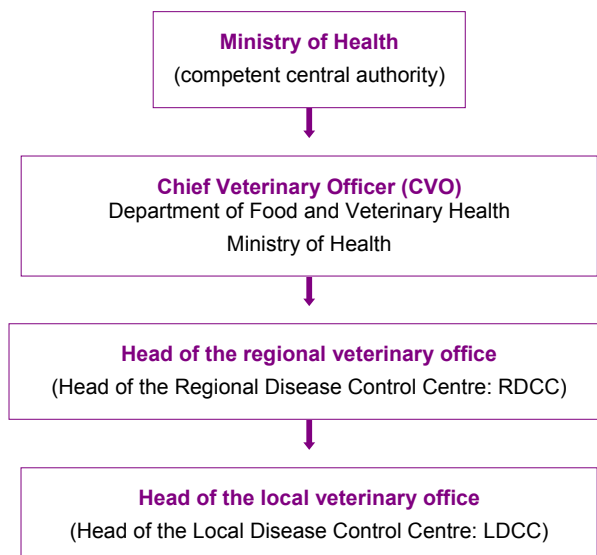 Ministry of Health
(competent central authority)
Chief Veterinary Officer (CVO)
Department of Food and Veterinary Health
Ministry of Health
Head of the regional veterinary office
(Head of the Regional Disease Control Centre: RDCC)
Head of the local veterinary office
(Head of the Local Disease Control Centre: LDCC)